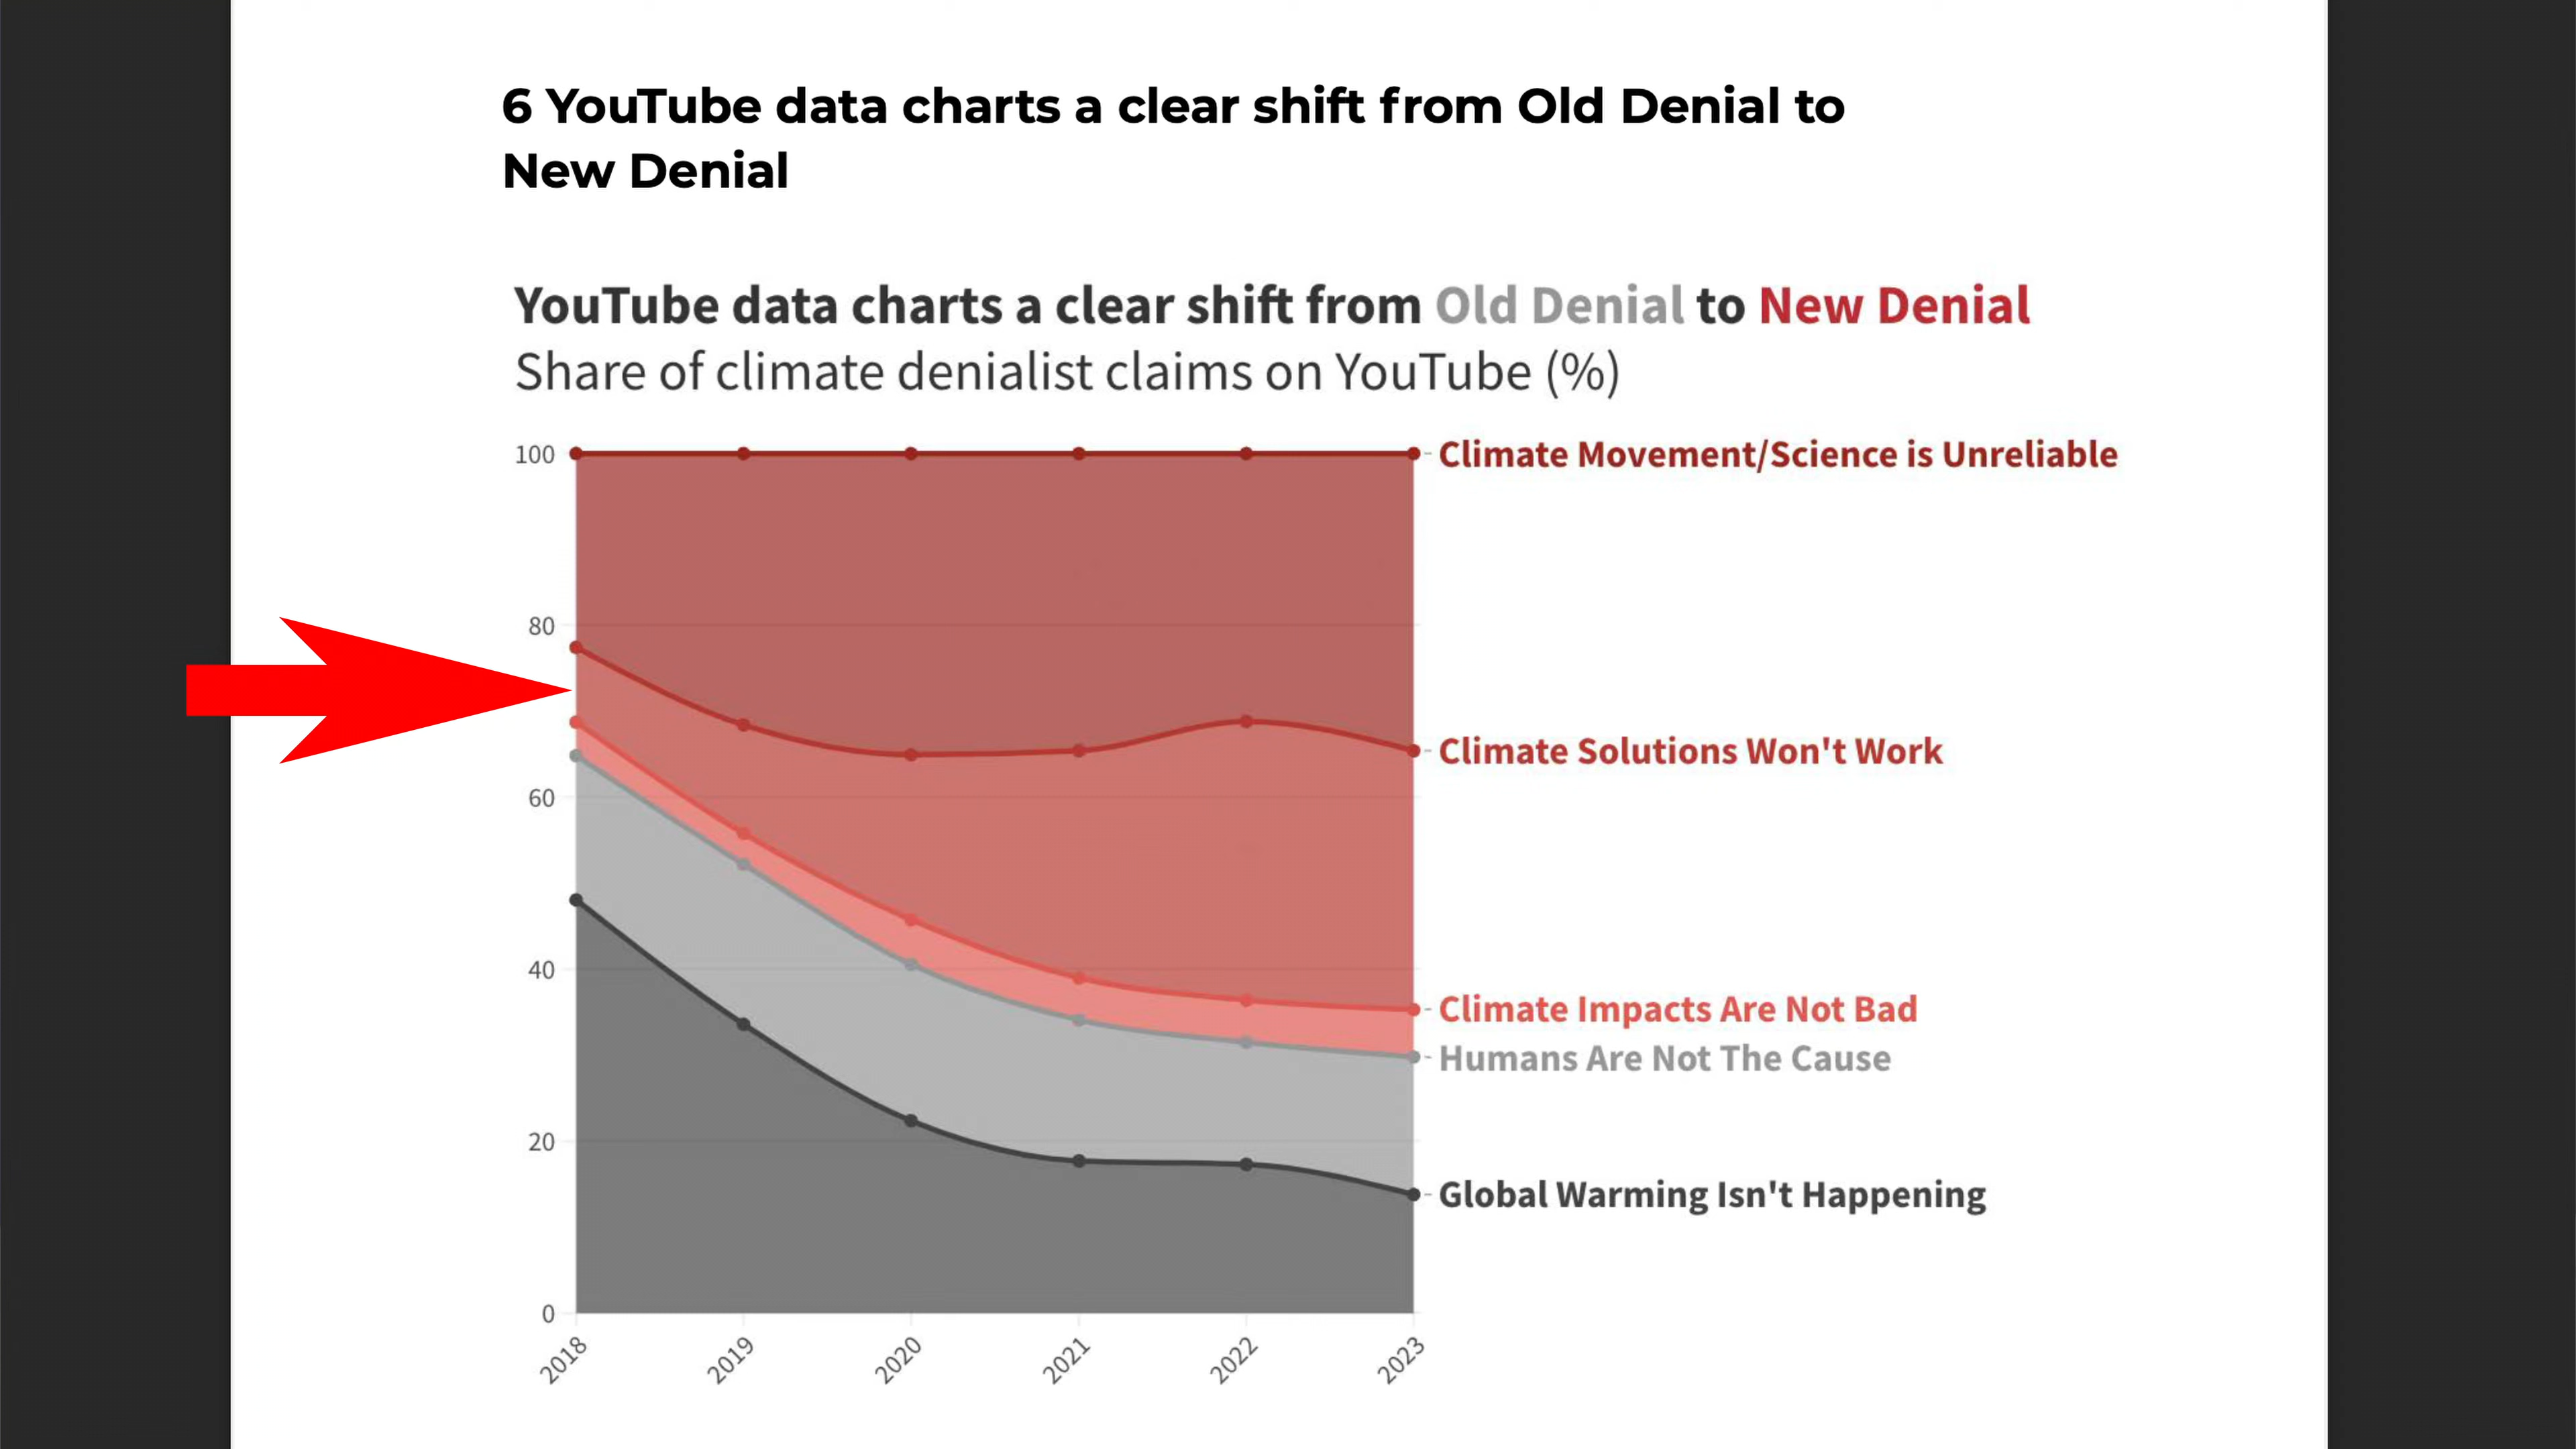 6 YouTube data charts a clear shift from Old Denial to
New Denial
YouTube data charts a clear shift from Old Denial to New Denial
Share of climate denialist claims on YouTube (%)
100
80
60
40
20
0
Climate Movement/Science is Unreliable
Climate Solutions Won't Work
Climate Impacts Are Not Bad
Humans Are Not The Cause
Global Warming Isn't Happening
2018
2019
2020
2021
2022
2023